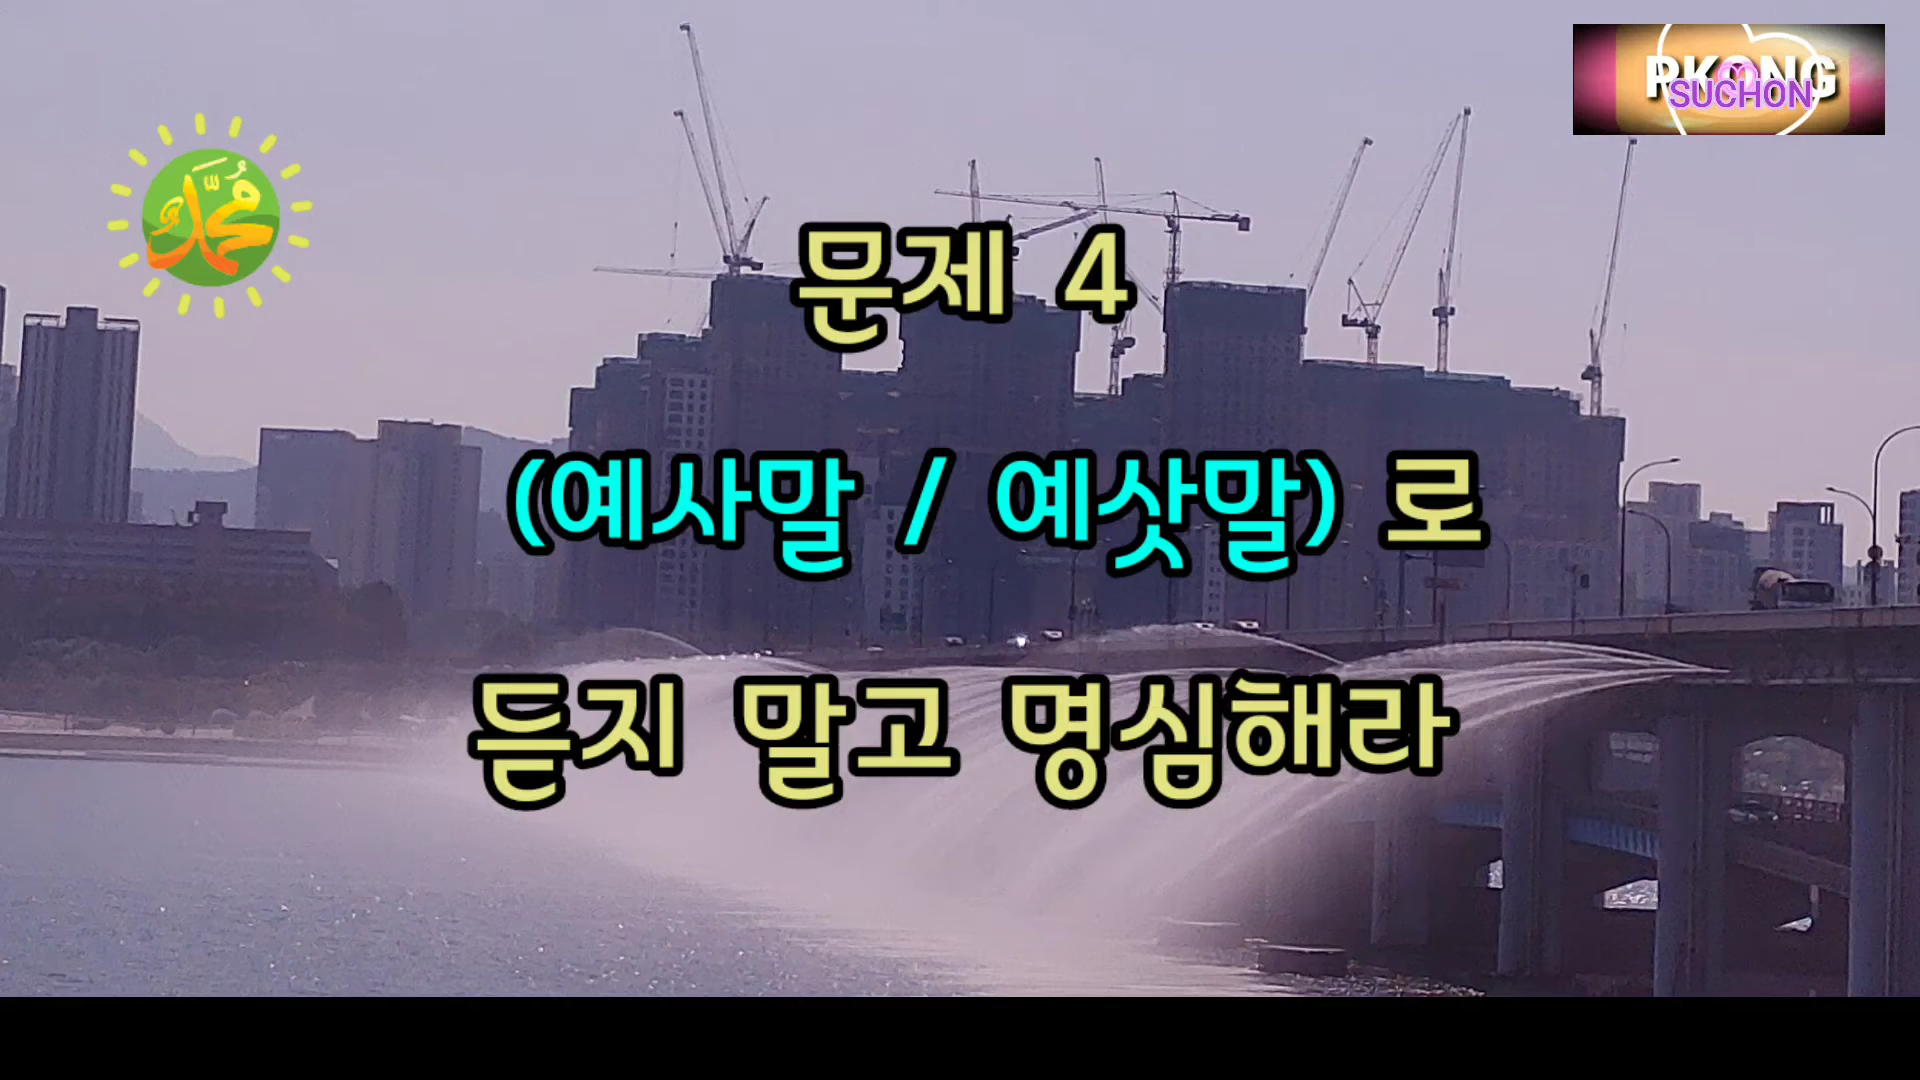 PKONG
SUCHON
مُحَمَّد
문제 4
(예사말 / 예삿말) 로
듣지 말고 명심해라